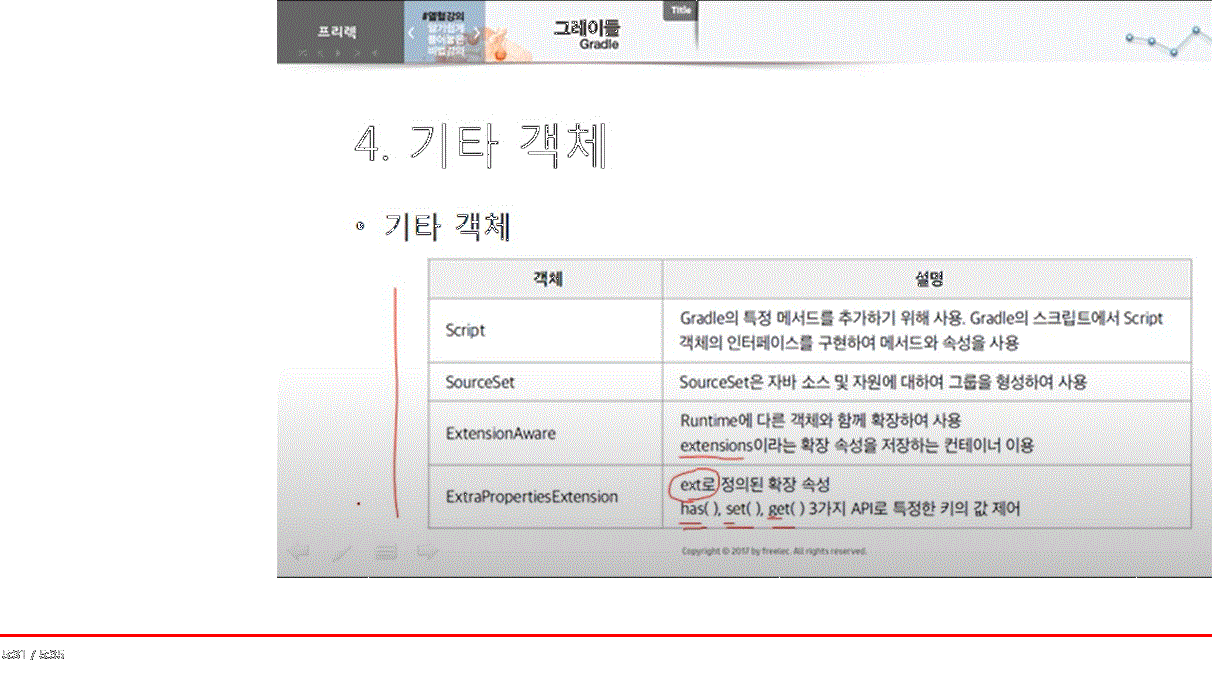 프리렉
#열혈강의
그레이들
Gradle
Title
4. 기타 객체
• 기타 객체
객체 설명
Script
Gradle의 특정 메서드를 추가하기 위해 사용. Gradle의 스크립트에서 Script
객체의 인터페이스를 구현하여 메서드와 속성을 사용
SourceSet
SourceSet은 자바 소스 및 자원에 대하여 그룹을 형성하여 사용
ExtensionAware
Runtime에 다른 객체와 함께 확장하여 사용
extensions이라는 확장 속성을 저장하는 컨테이너 이용
ExtraPropertiesExtension
ext로 정의된 확장 속성
has( ), set( ), get( ) 3가지 API로 특정한 키의 값 제어
Copyright © 2017 by freelec. All rights reserved.